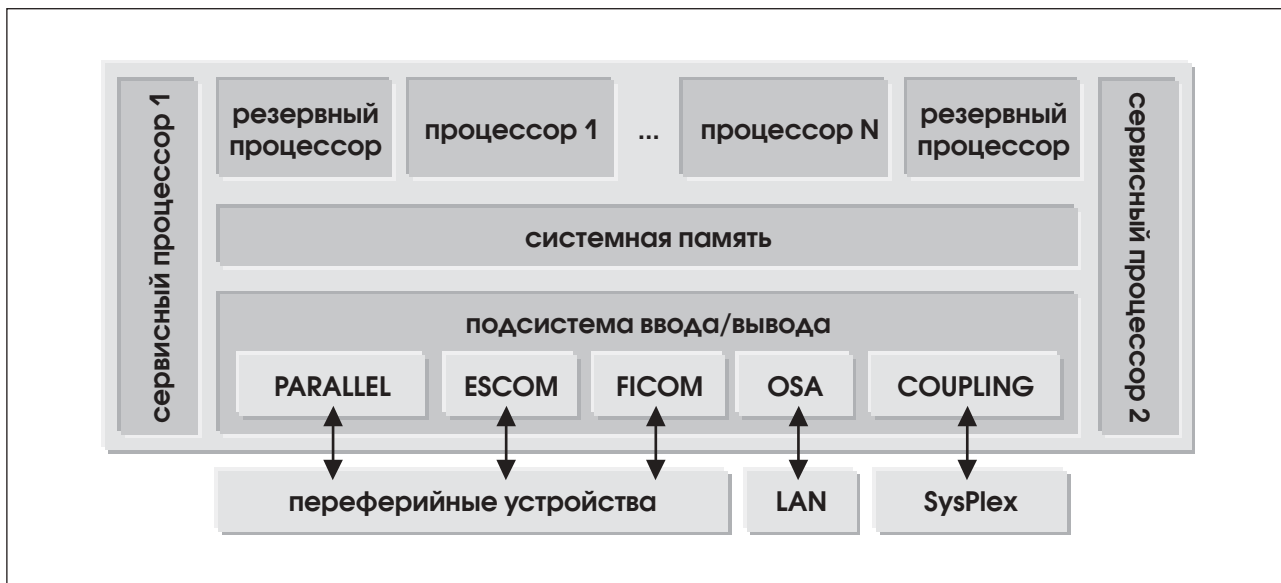 сервисный процессор 1
резервный
процессор
процессор 1
...
процессор N
резервный
процессор
сервисный процессор 2
системная память
подсистема ввода/вывода
PARALLEL
ESCOM
FICOM
OSA
COUPLING
переферийные устройства
LAN
SysPlex